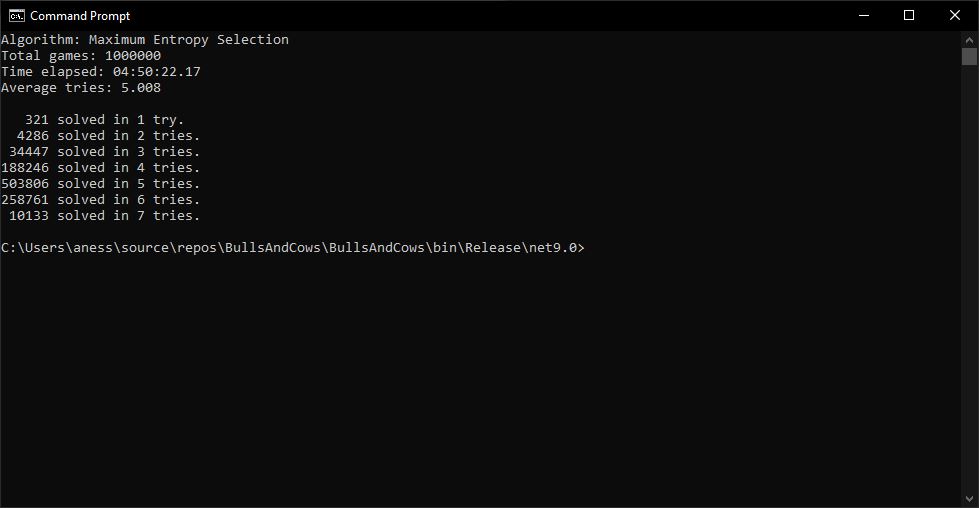 Command Prompt
Algorithm: Maximum Entropy Selection
Total games: 1000000
Time elapsed: 04:50:22.17
Average tries: 5.008
321 solved in 1 try.
4286 solved in 2 tries.
34447 solved in 3 tries.
188246 solved in 4 tries.
503806 solved in 5 tries.
258761 solved in 6 tries.
10133 solved in 7 tries.
C:\Users\aness\source\repos\BullsAndCows\BullsAndCows\bin\Release\net9.0>